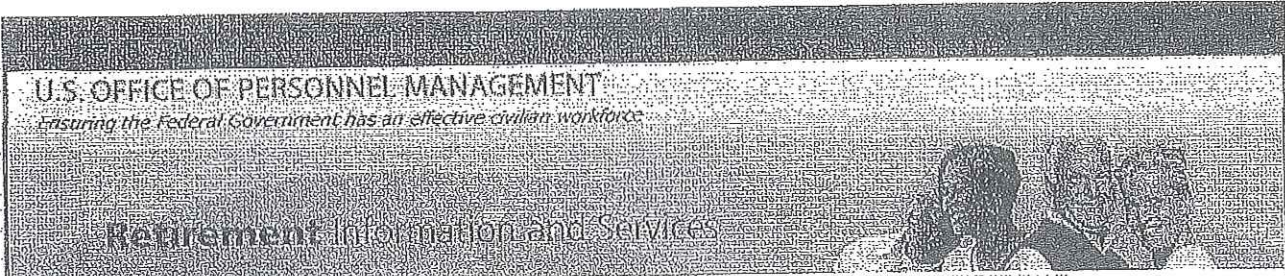 U.S. OFFICE OF PERSONNEL MANAGEMENT
Ensuring the Federal Government has an effective civilian workforce
Retirement Information and Services